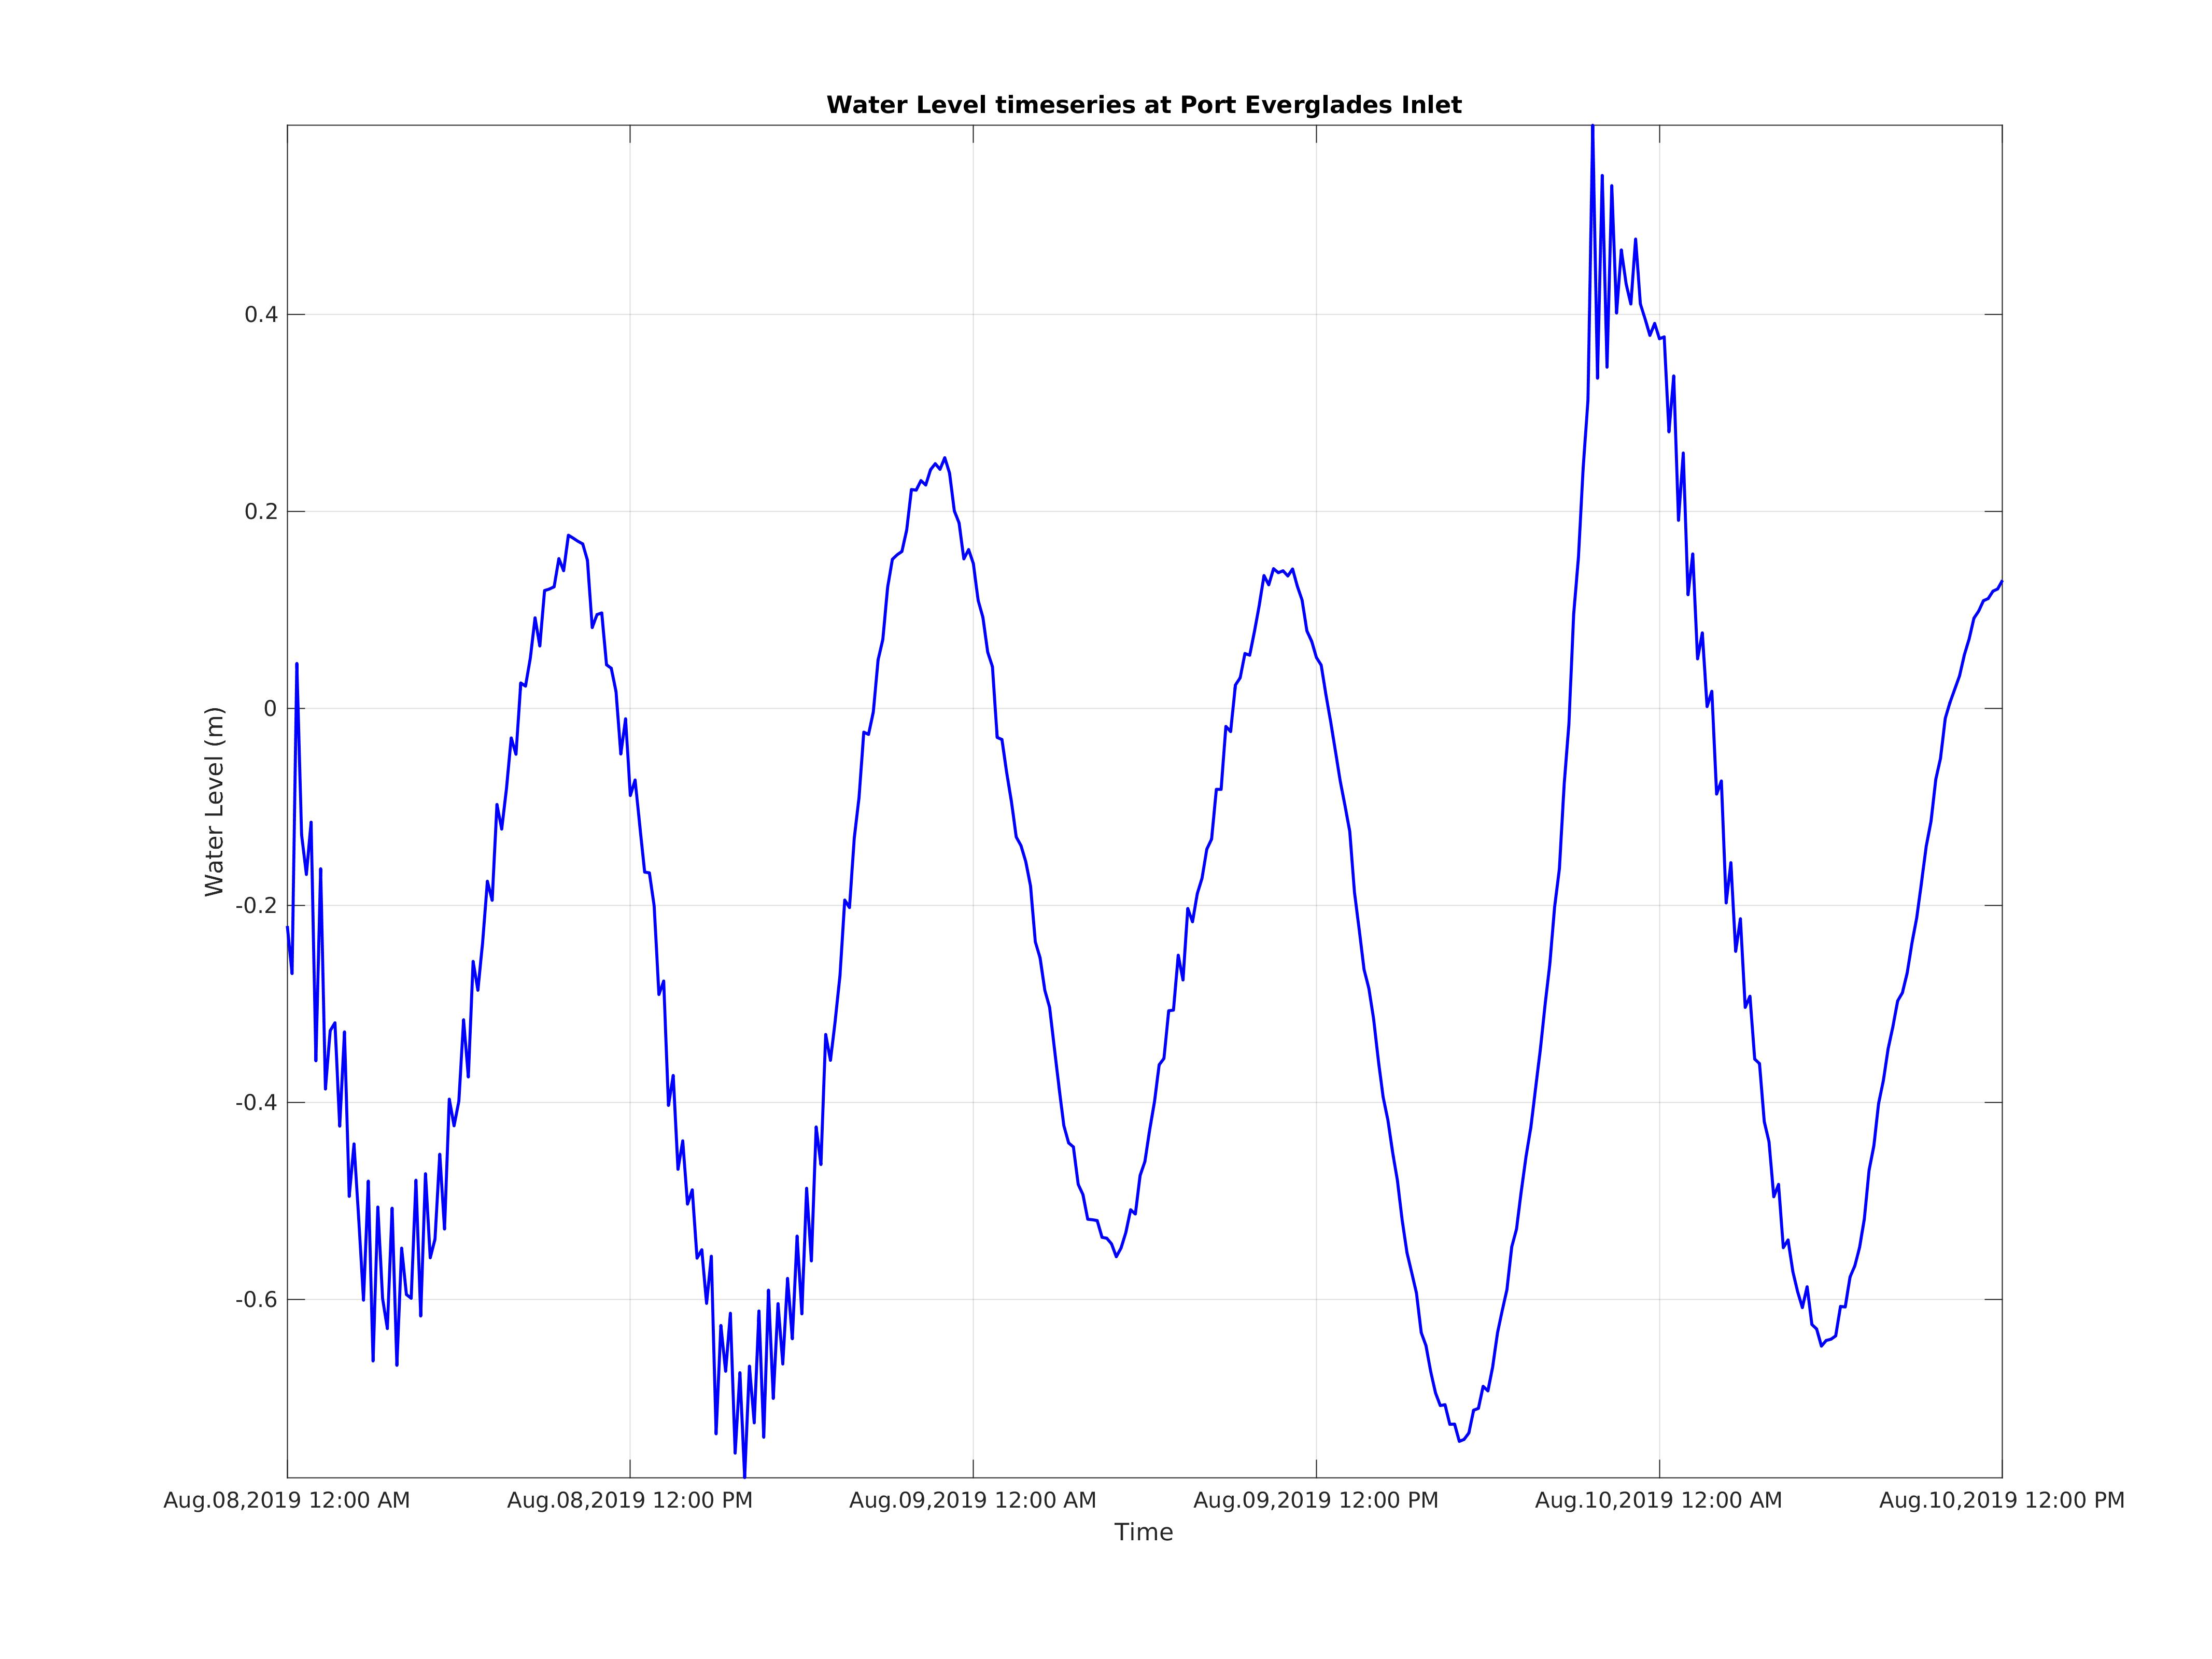 Water Level timeseries at Port Everglades Inlet
0.4
0.2
0
-0.2
-0.4
-0.6
Water Level (m)
Aug.08,2019 12:00 AM
Aug.08,2019 12:00 PM
Aug.09,2019 12:00 AM
Aug.09,2019 12:00 PM
Aug.10,2019 12:00 AM
Aug.10,2019 12:00 PM
Time